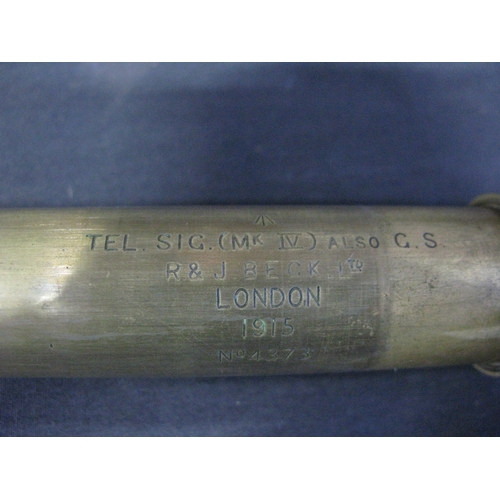 TEL. SIG. (MK IV) ALSO G.S.
R & J BECK LTD
LONDON
1915
No 4373